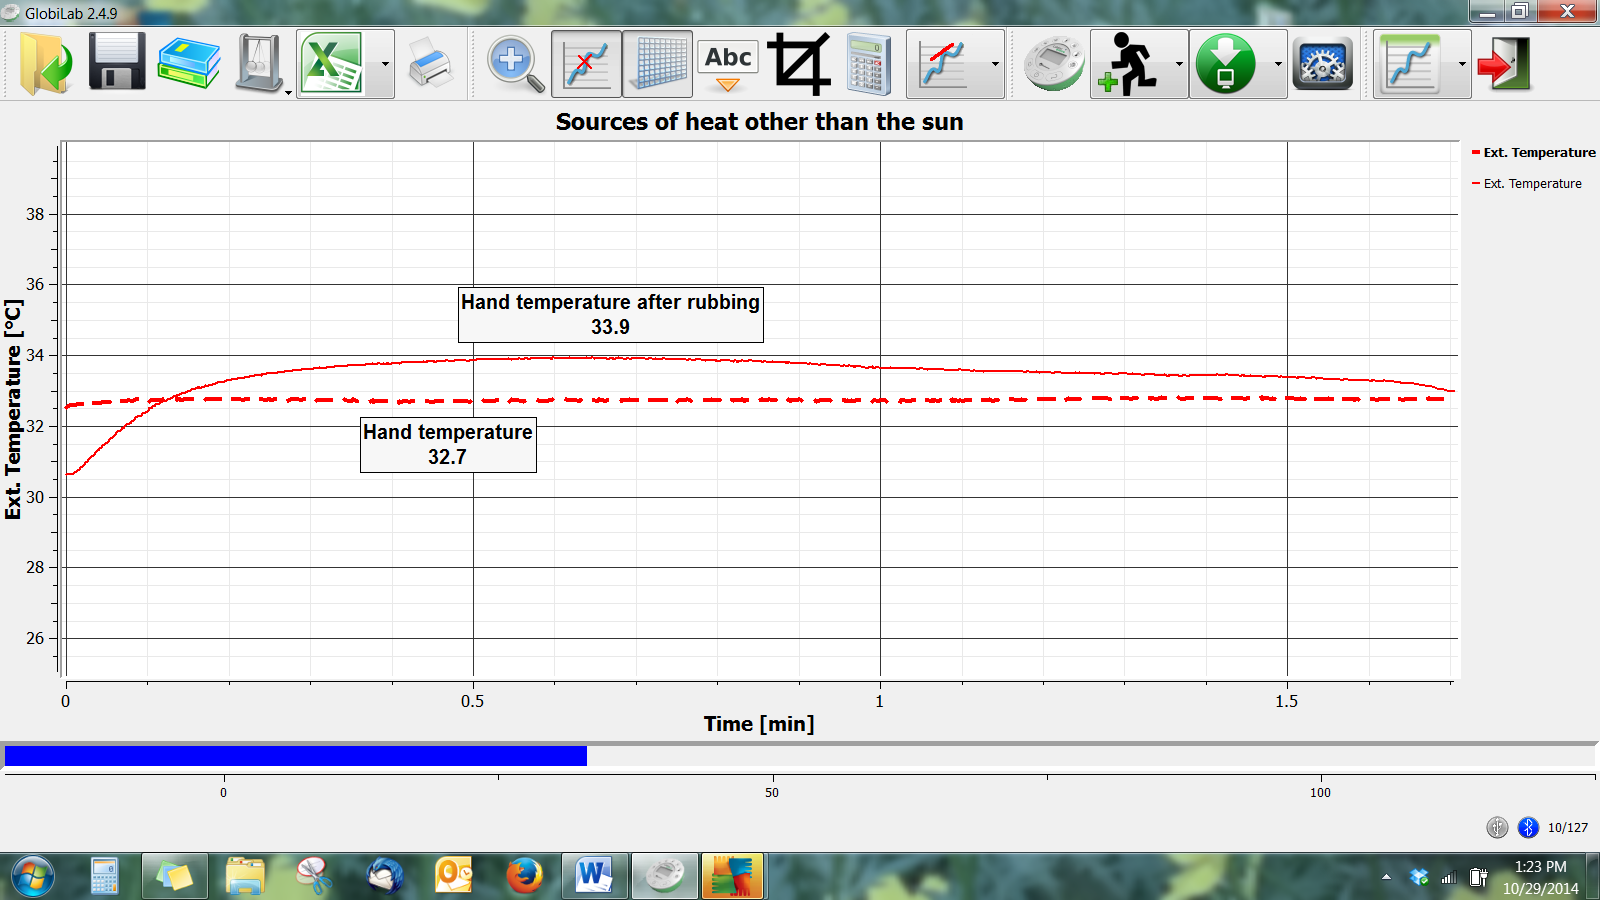 GlobiLab 2.4.9
Abc
Sources of heat other than the sun
Ext. Temperature
Ext. Temperature
Ext. Temperature [°C]
38
36
34
32
30
28
26
Hand temperature after rubbing
33.9
Hand temperature
32.7
0 0.5 1 1.5
Time [min]
0 50 100
10/127
1:23 PM
10/29/2014